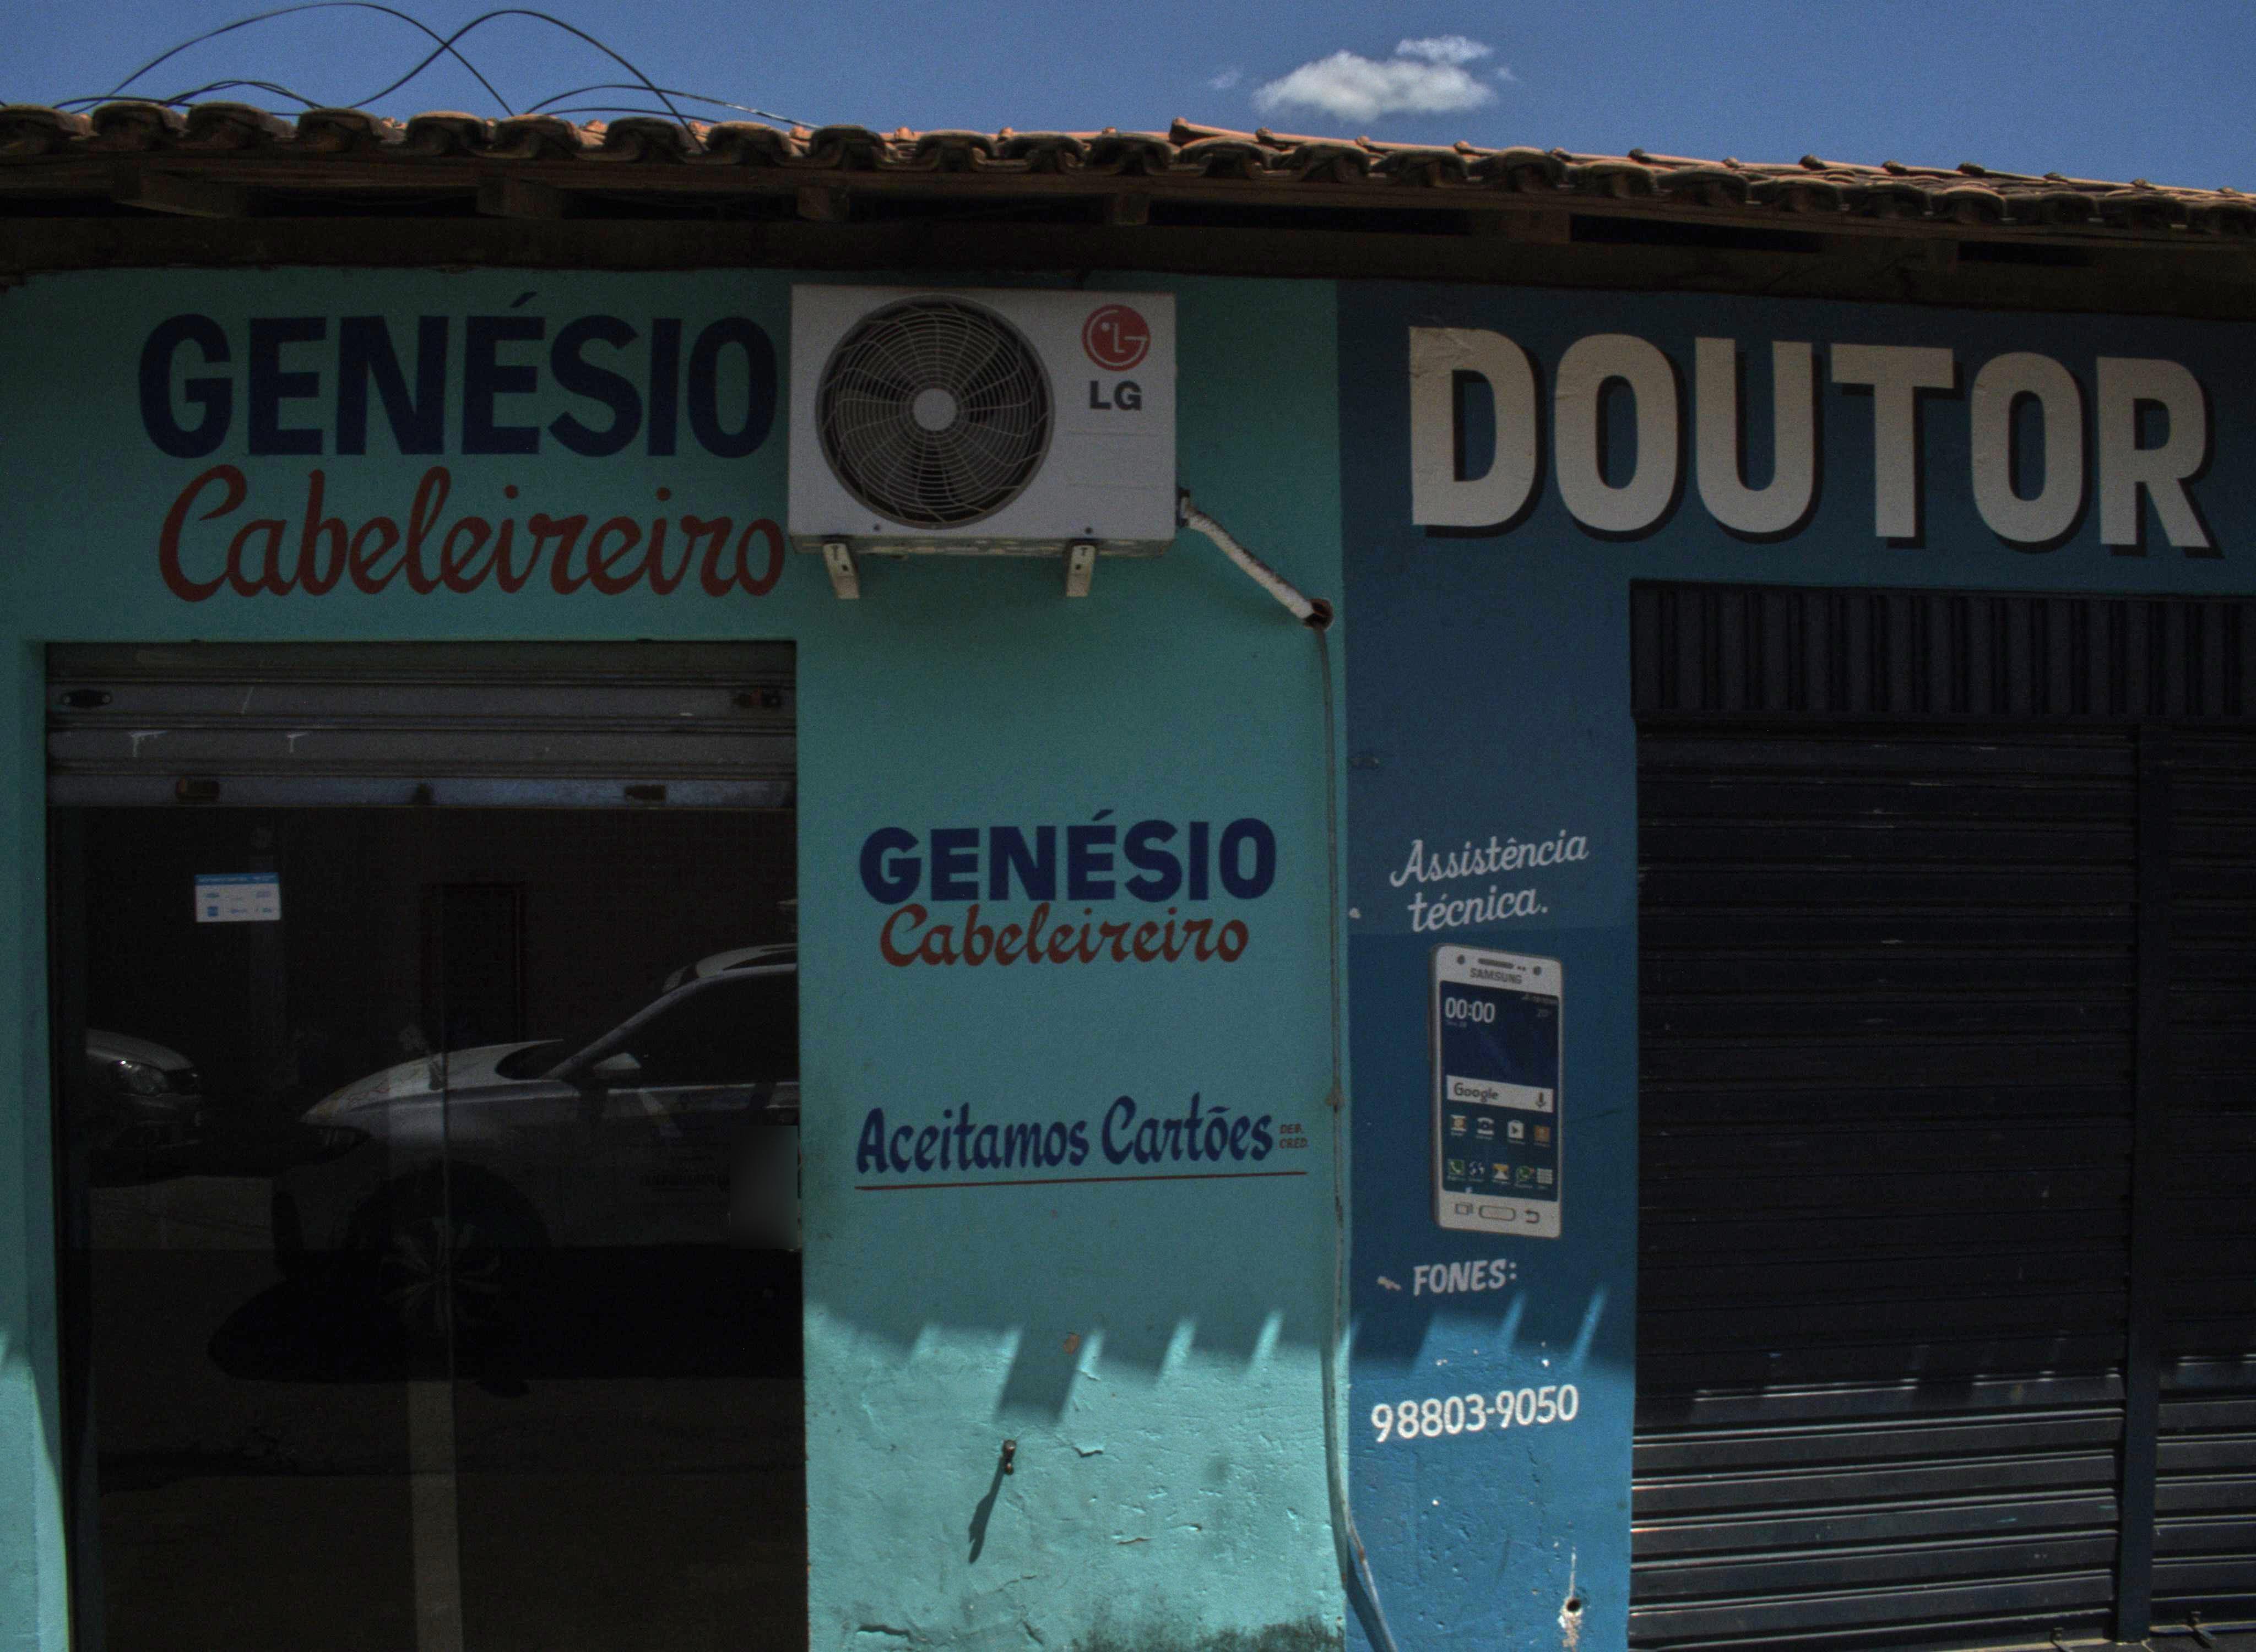 GENÉSIO
Cabeleireiro
LG
DOUTOR
GENÉSIO
Cabeleireiro
Aceitamos Cartões DEB. CRED.
Assistência
técnica.
SAMSUNG
00:00
Google
FONES:
98803-9050